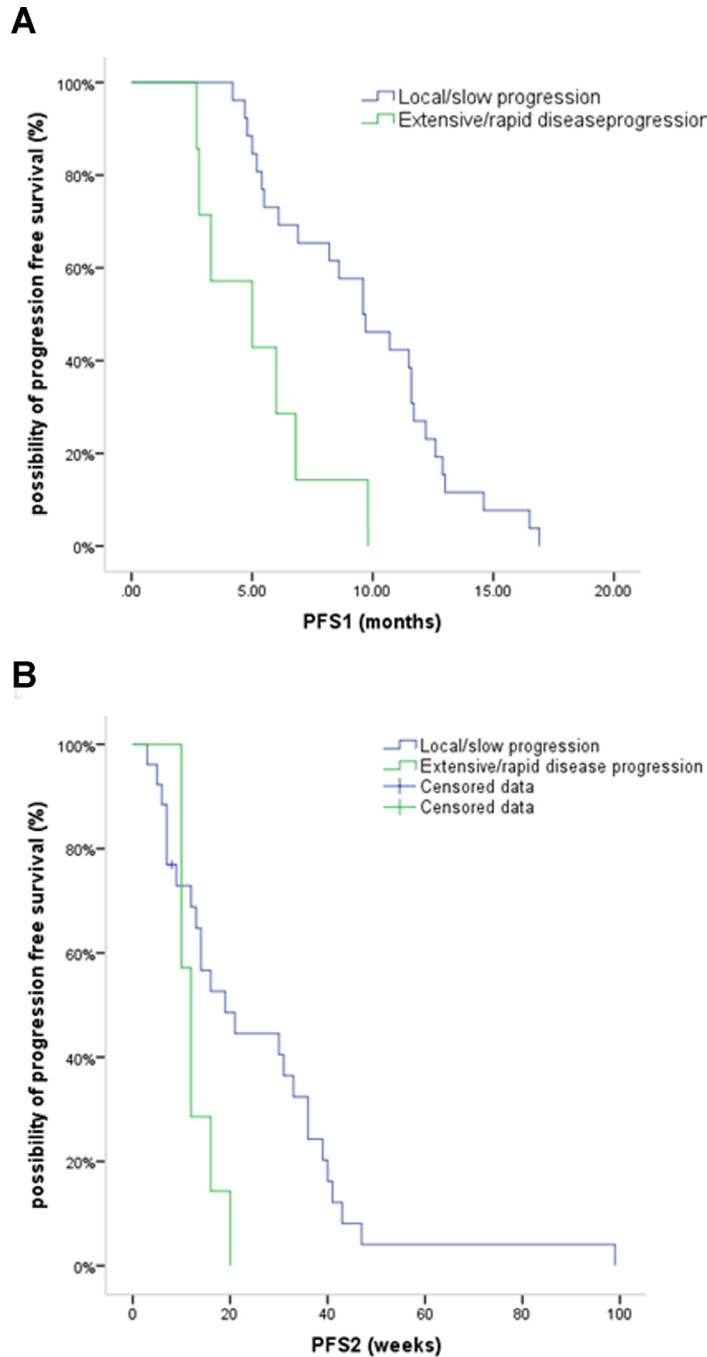 A
possibility of progression free survival (%)
100%
80%
60%
40%
20%
0%
Local/slow progression
Extensive/rapid diseaseprogression
.00
5.00
10.00
15.00
20.00
PFS1 (months)
B
possibility of progression free survival (%)
100%
80%
60%
40%
20%
0%
Local/slow progression
Extensive/rapid disease progression
Censored data
Censored data
0
20
40
60
80
100
PFS2 (weeks)